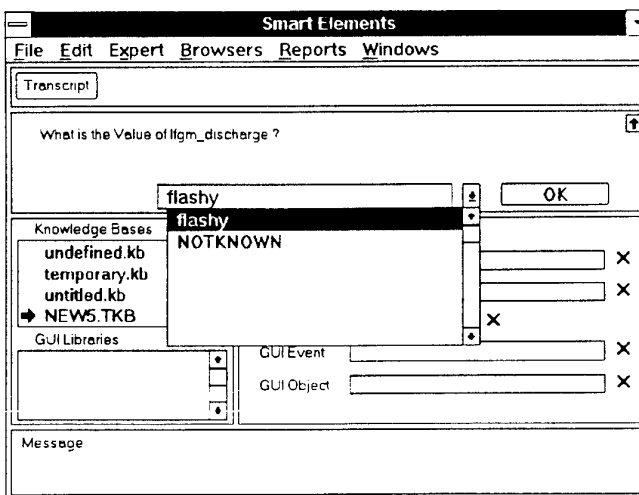 Smart Elements
File Edit Expert Browsers Reports Windows
Transcript
What is the Value of lfgm_discharge ?
flashy
OK
flashy
NOTKNOWN
Knowledge Bases
undefined.kb
temporary.kb
untitled.kb
NEW5.TKB
GUI Libraries
GUI Event
GUI Object
Message